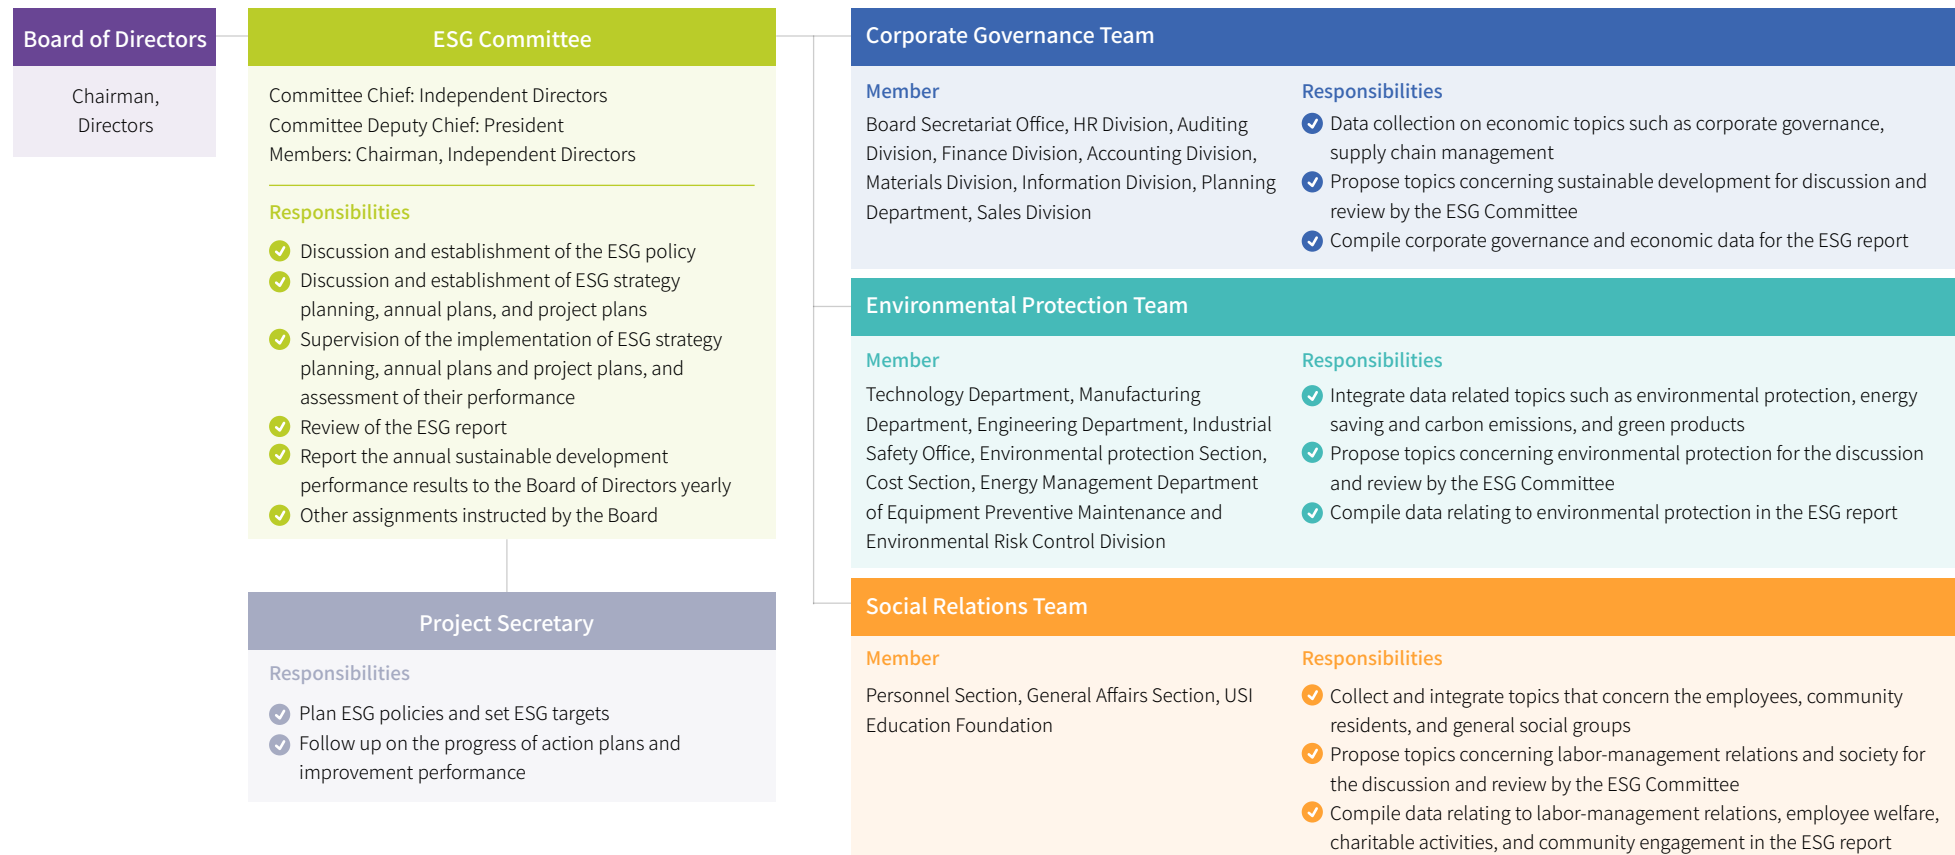 Board of Directors
Chairman,
Directors
ESG Committee
Committee Chief: Independent Directors
Committee Deputy Chief: President
Members: Chairman, Independent Directors
Responsibilities
Discussion and establishment of the ESG policy
Discussion and establishment of ESG strategy
planning, annual plans, and project plans
Supervision of the implementation of ESG strategy
planning, annual plans and project plans, and
assessment of their performance
Review of the ESG report
Report the annual sustainable development
performance results to the Board of Directors yearly
Other assignments instructed by the Board
Project Secretary
Responsibilities
Plan ESG policies and set ESG targets
Follow up on the progress of action plans and
improvement performance
Corporate Governance Team
Member
Board Secretariat Office, HR Division, Auditing
Division, Finance Division, Accounting Division,
Materials Division, Information Division, Planning
Department, Sales Division
Responsibilities
Data collection on economic topics such as corporate governance,
supply chain management
Propose topics concerning sustainable development for discussion and
review by the ESG Committee
Compile corporate governance and economic data for the ESG report
Environmental Protection Team
Member
Technology Department, Manufacturing
Department, Engineering Department, Industrial
Safety Office, Environmental protection Section,
Cost Section, Energy Management Department
of Equipment Preventive Maintenance and
Environmental Risk Control Division
Responsibilities
Integrate data related topics such as environmental protection, energy
saving and carbon emissions, and green products
Propose topics concerning environmental protection for the discussion
and review by the ESG Committee
Compile data relating to environmental protection in the ESG report
Social Relations Team
Member
Personnel Section, General Affairs Section, USI
Education Foundation
Responsibilities
Collect and integrate topics that concern the employees, community
residents, and general social groups
Propose topics concerning labor-management relations and society for
the discussion and review by the ESG Committee
Compile data relating to labor-management relations, employee welfare,
charitable activities, and community engagement in the ESG report